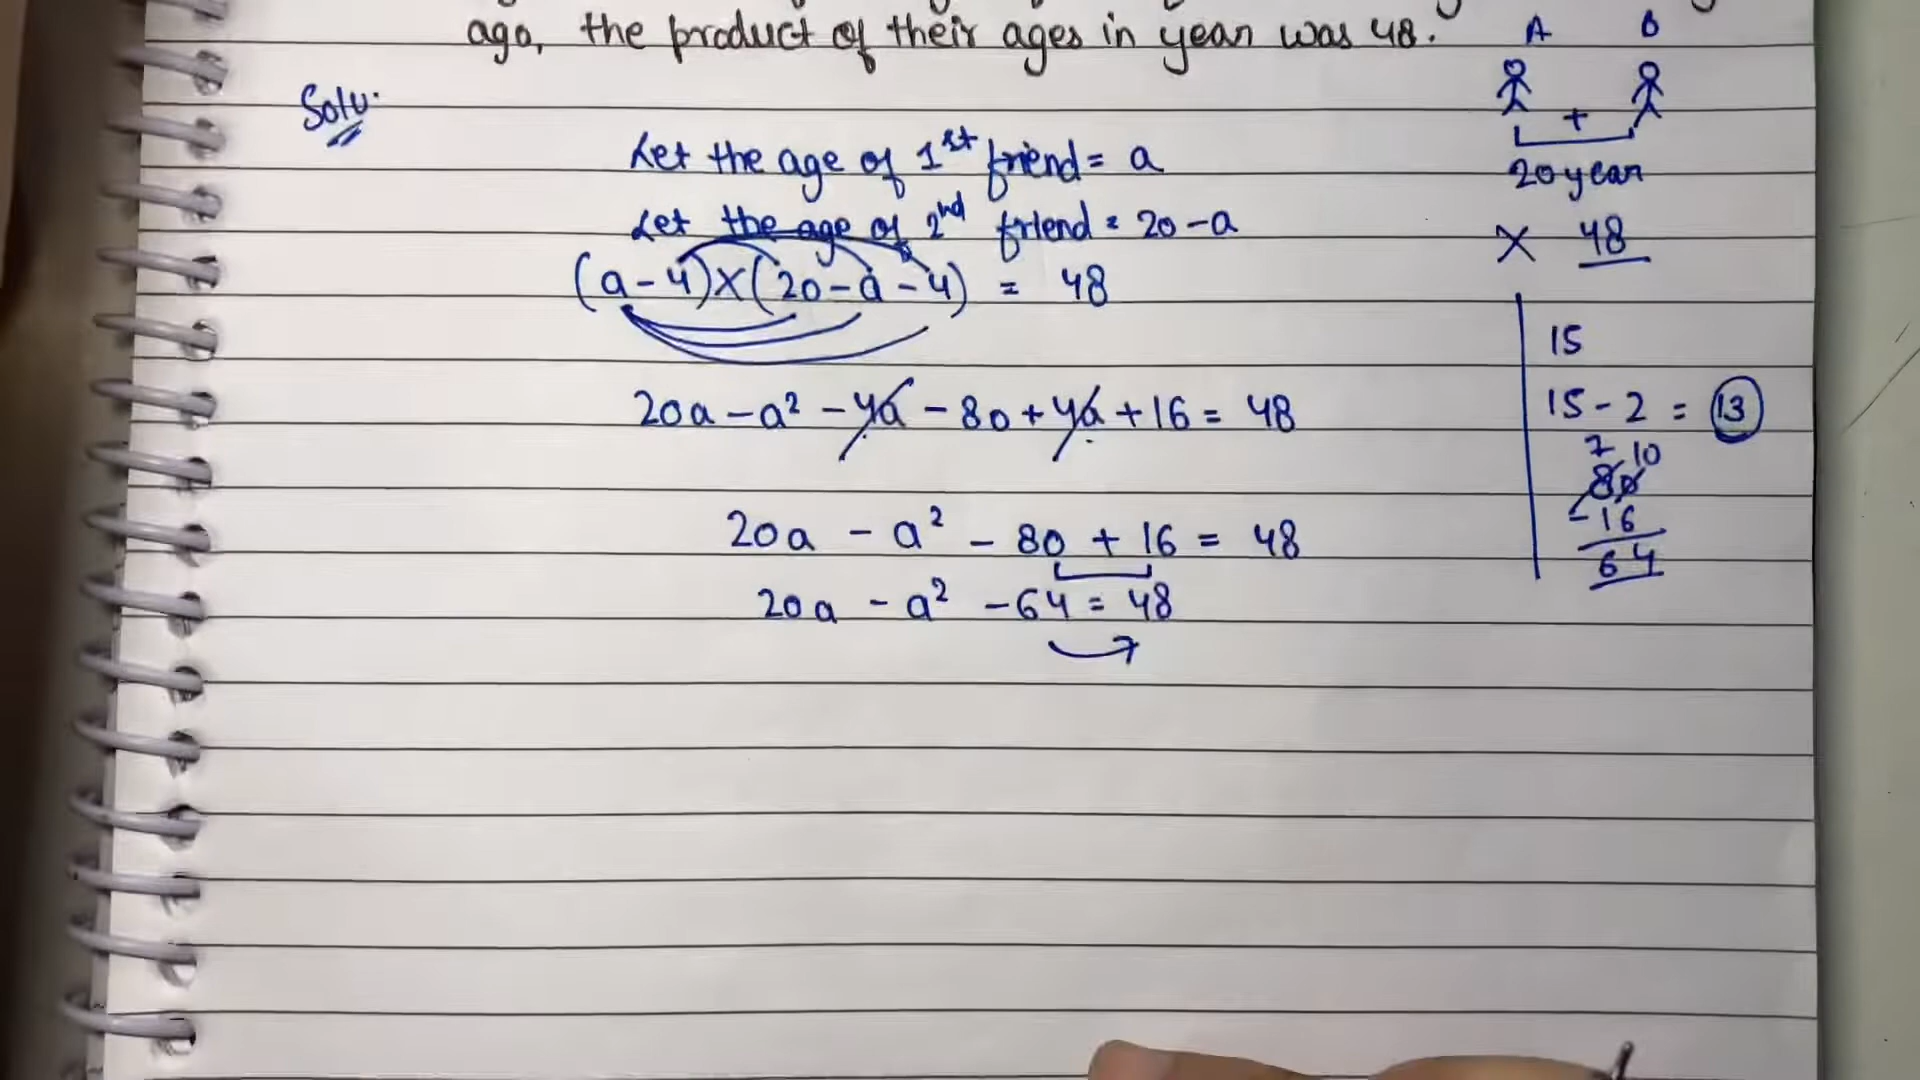 ago, the product of their ages in year was 48.
A B
Solu.
+
Let the age of 1st friend = a
20 year
Let the age of 2nd friend = 20 - a
× 48
(a - 4) × (20 - a - 4) = 48
15
20a - a² - 4a - 80 + 4a + 16 = 48
15 - 2 = 13
7 10
80
- 16
64
20a - a² - 80 + 16 = 48
20a - a² - 64 = 48